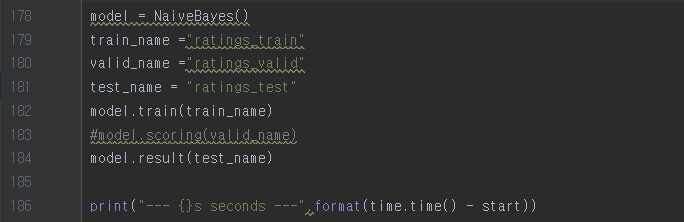 178 model = NaiveBayes()
179 train_name ="ratings_train"
180 valid_name ="ratings_valid"
181 test_name = "ratings_test"
182 model.train(train_name)
183 #model.scoring(valid_name)
184 model.result(test_name)
185
186 print("--- {}s seconds ---".format(time.time() - start))